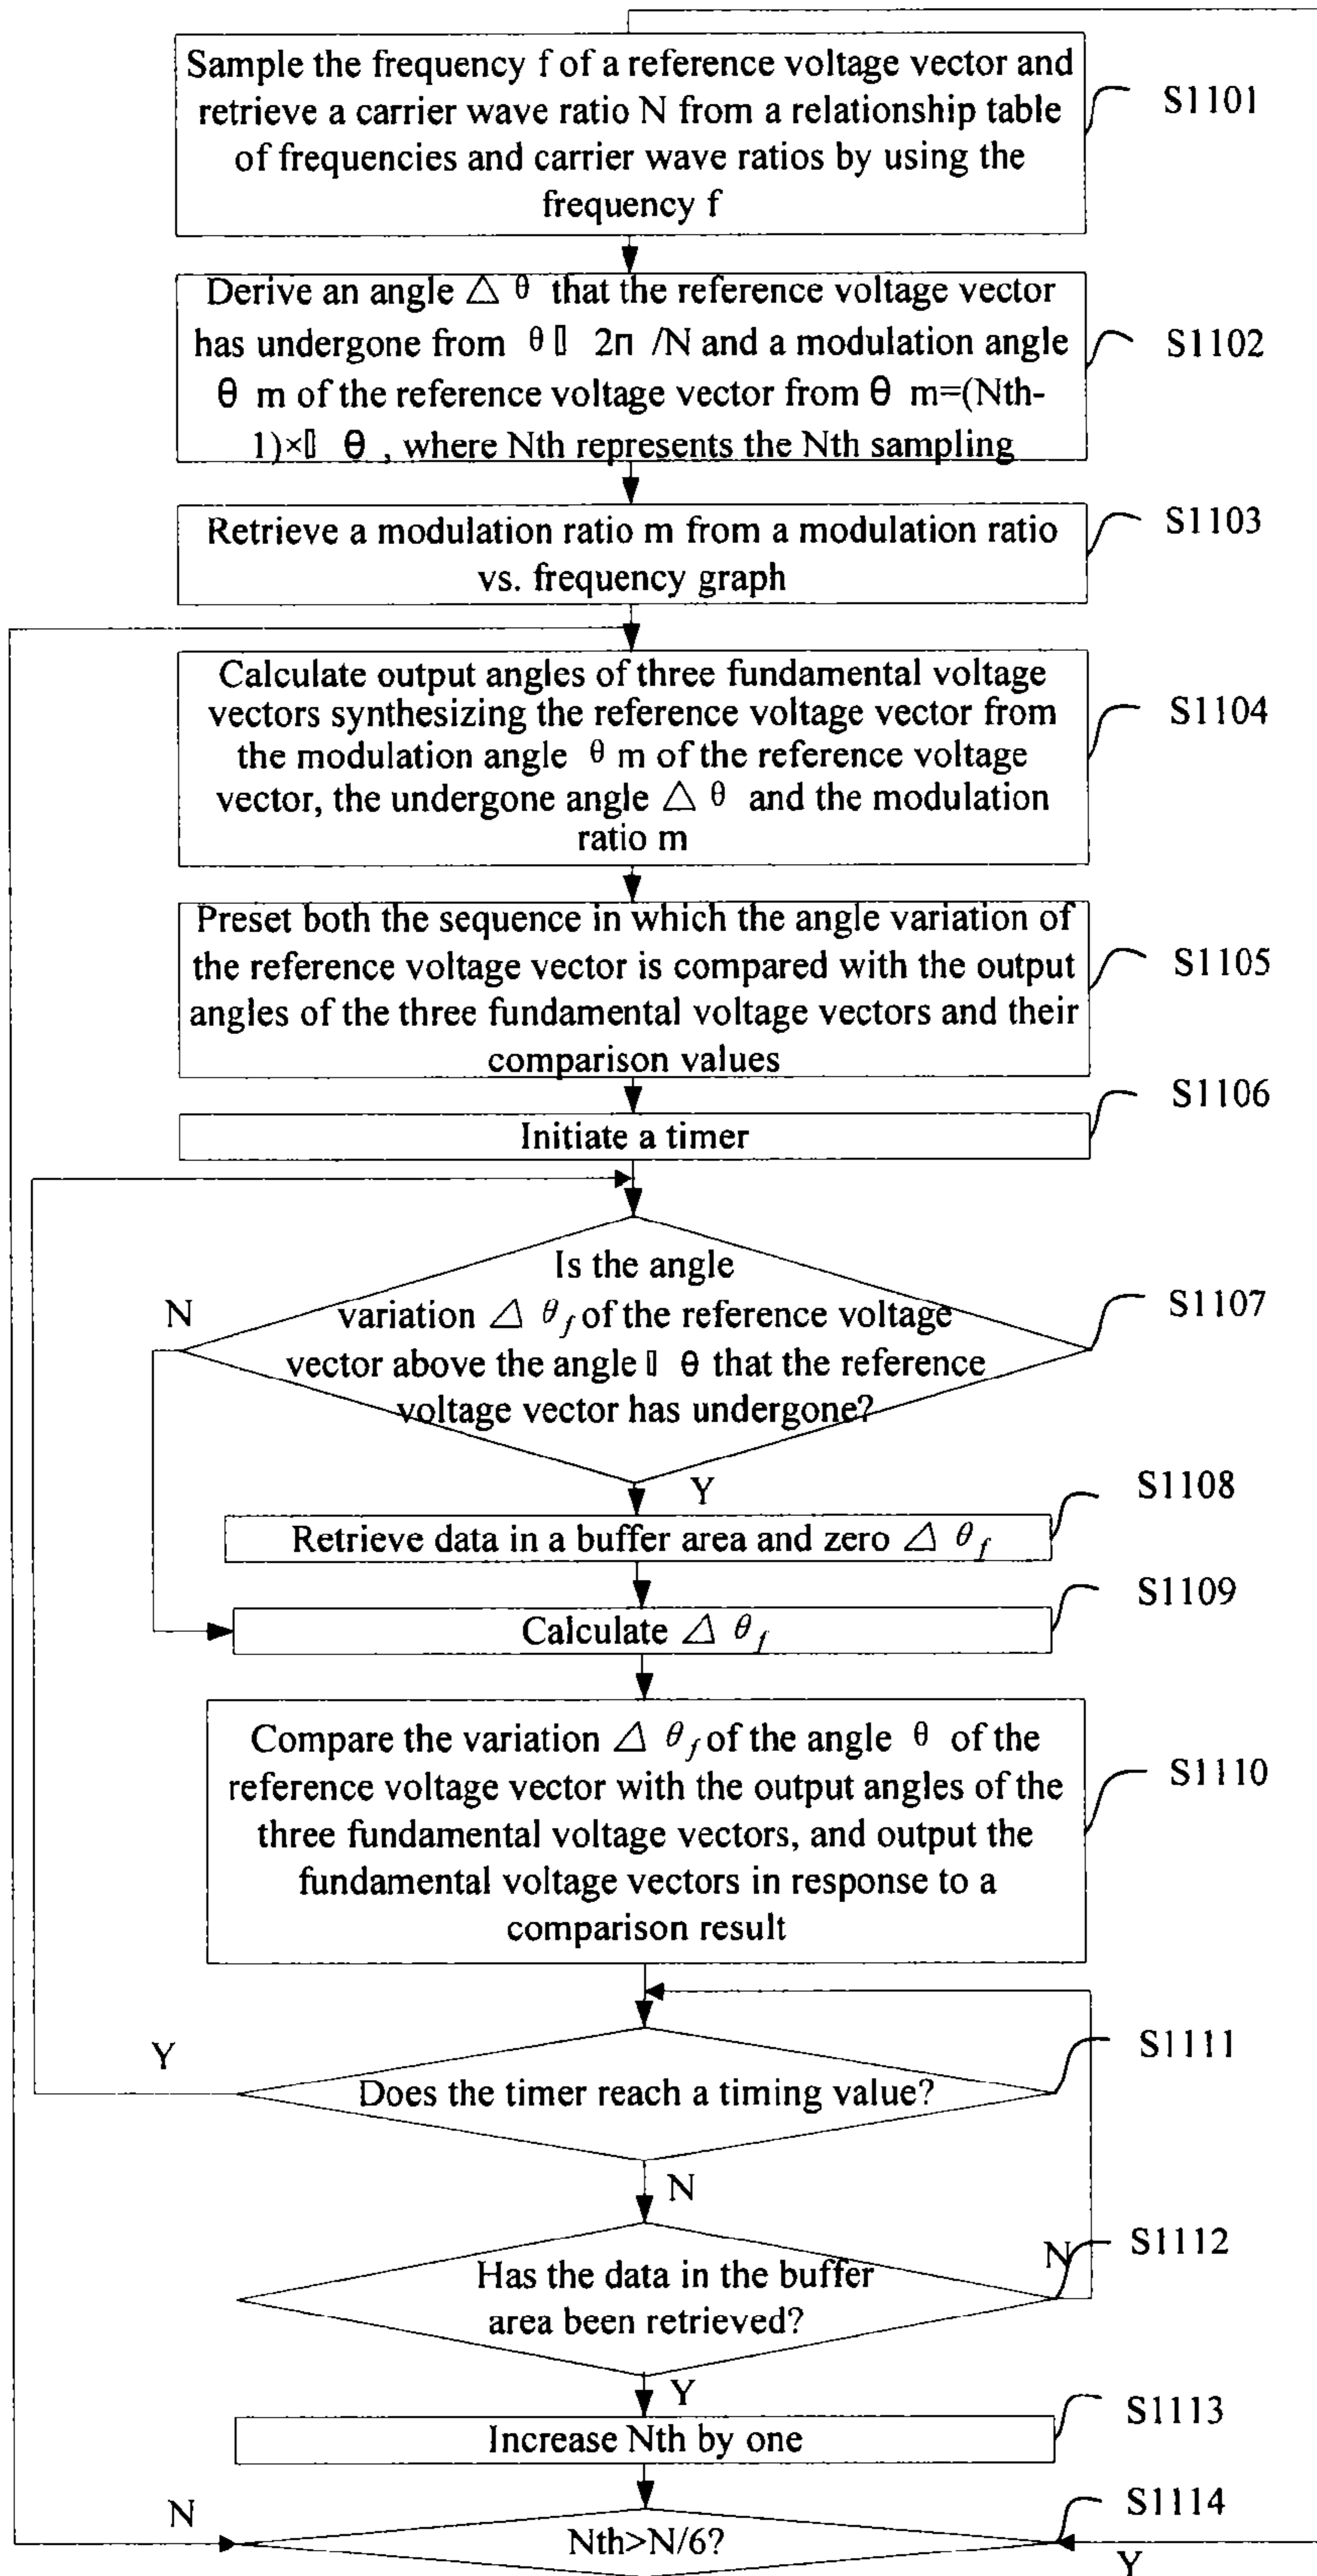 Sample the frequency f of a reference voltage vector and
retrieve a carrier wave ratio N from a relationship table
of frequencies and carrier wave ratios by using the
frequency f
S1101
Derive an angle △ θ that the reference voltage vector
has undergone from θ▯ 2π /N and a modulation angle
θ m of the reference voltage vector from θ m=(Nth-
1)×▯ θ , where Nth represents the Nth sampling
S1102
Retrieve a modulation ratio m from a modulation ratio
vs. frequency graph
S1103
Calculate output angles of three fundamental voltage
vectors synthesizing the reference voltage vector from
the modulation angle θ m of the reference voltage
vector, the undergone angle △ θ and the modulation
ratio m
S1104
Preset both the sequence in which the angle variation of
the reference voltage vector is compared with the output
angles of the three fundamental voltage vectors and their
comparison values
S1105
Initiate a timer
S1106
Is the angle
variation △ θf of the reference voltage
vector above the angle ▯ θ that the reference
voltage vector has undergone?
S1107
N
Y
Retrieve data in a buffer area and zero △ θf
S1108
Calculate △ θf
S1109
Compare the variation △ θf of the angle θ of the
reference voltage vector with the output angles of the
three fundamental voltage vectors, and output the
fundamental voltage vectors in response to a
comparison result
S1110
Y
Does the timer reach a timing value?
S1111
N
Has the data in the buffer
area been retrieved?
N
S1112
Y
Increase Nth by one
S1113
N
Nth>N/6?
S1114
Y